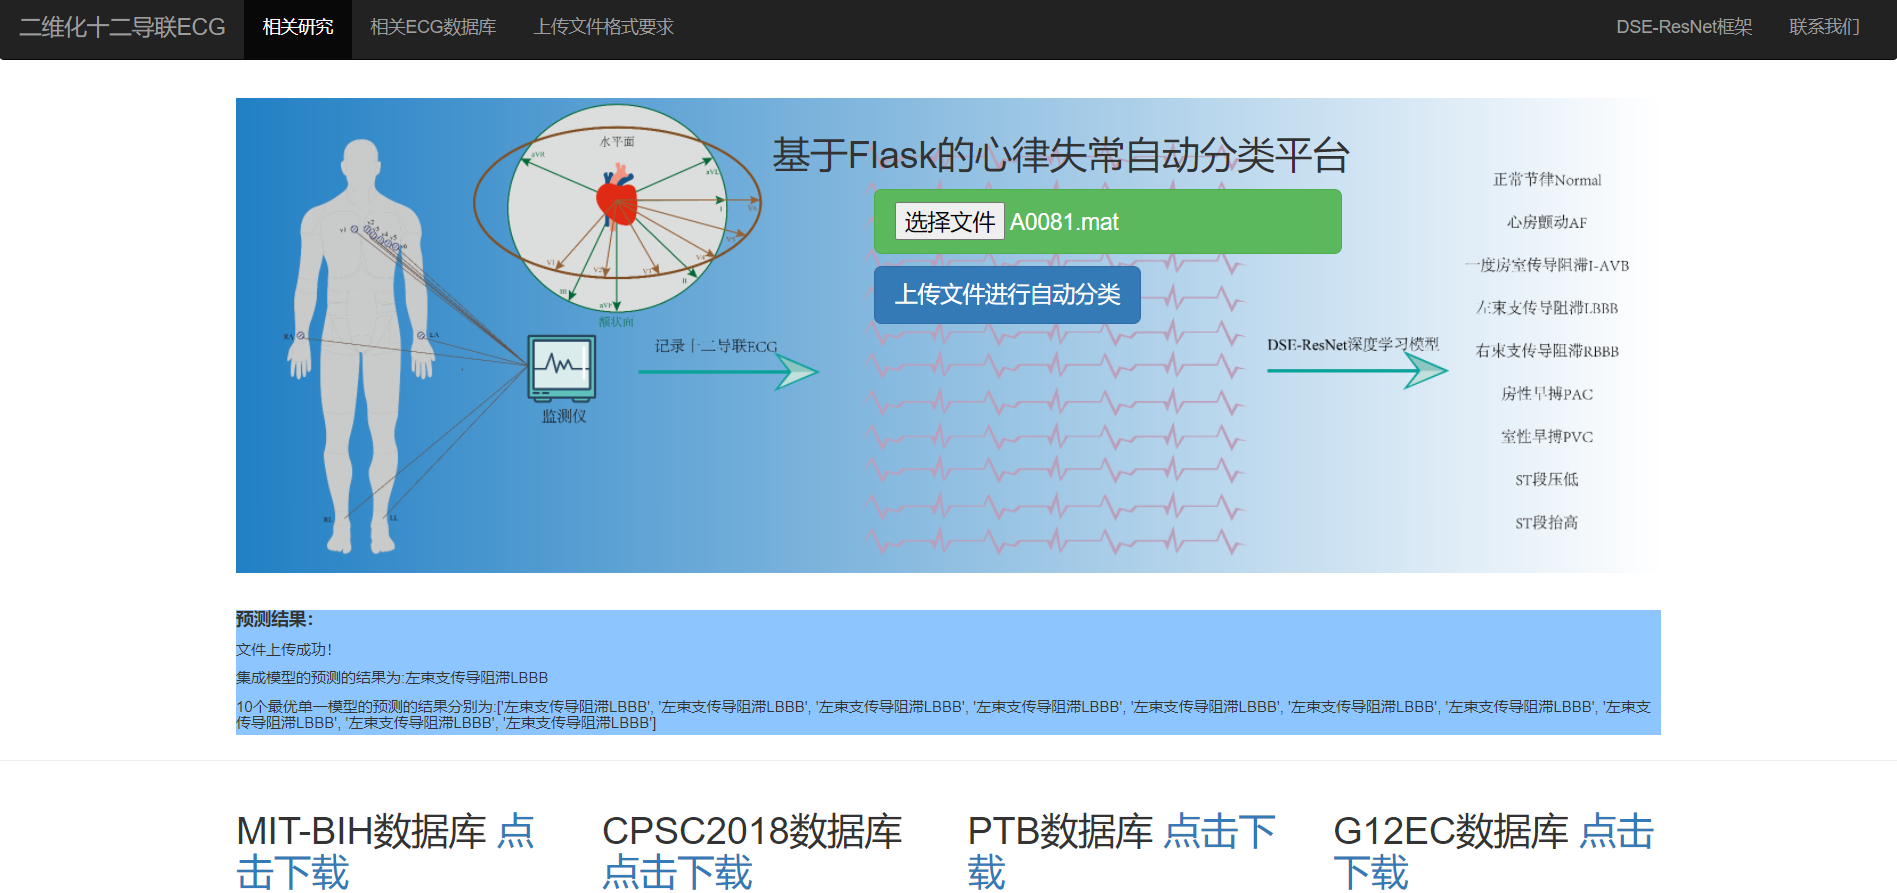 二维化十二导联ECG
相关研究
相关ECG数据库
上传文件格式要求
DSE-ResNet框架
联系我们
基于Flask的心律失常自动分类平台
选择文件 A0081.mat
上传文件进行自动分类
水平面
aVR
aVL
I
V6
V5
V4
V3
V2
V1
III
aVF
II
额状面
v1
v2
RA
LA
RL
LL
监测仪
记录十二导联ECG
DSE-ResNet深度学习模型
正常节律Normal
心房颤动AF
一度房室传导阻滞I-AVB
左束支传导阻滞LBBB
右束支传导阻滞RBBB
房性早搏PAC
室性早搏PVC
ST段压低
ST段抬高
预测结果：
文件上传成功！
集成模型的预测的结果为:左束支传导阻滞LBBB
10个最优单一模型的预测的结果分别为:['左束支传导阻滞LBBB', '左束支传导阻滞LBBB', '左束支传导阻滞LBBB', '左束支传导阻滞LBBB', '左束支传导阻滞LBBB', '左束支传导阻滞LBBB', '左束支传导阻滞LBBB', '左束支
传导阻滞LBBB', '左束支传导阻滞LBBB', '左束支传导阻滞LBBB']
MIT-BIH数据库 点
击下载
CPSC2018数据库
点击下载
PTB数据库 点击下
载
G12EC数据库 点击
下载